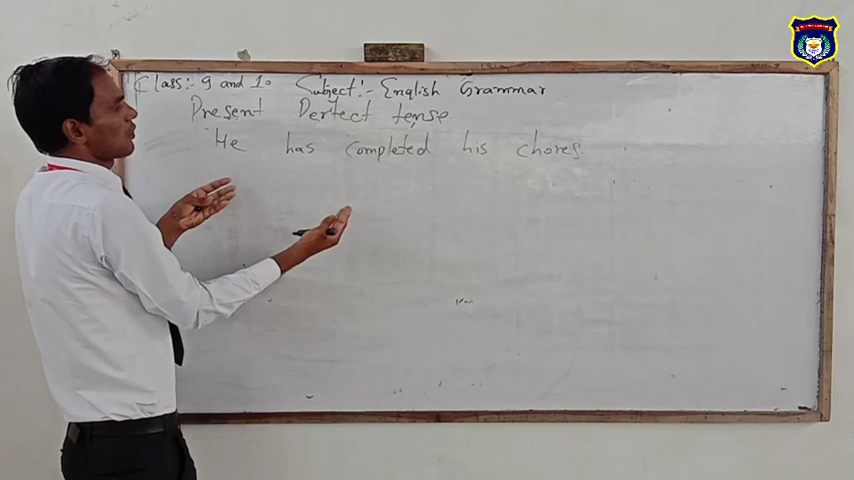 Class:- 9 and 10 Subject:- English Grammar
Present Perfect tense
He has completed his chores.